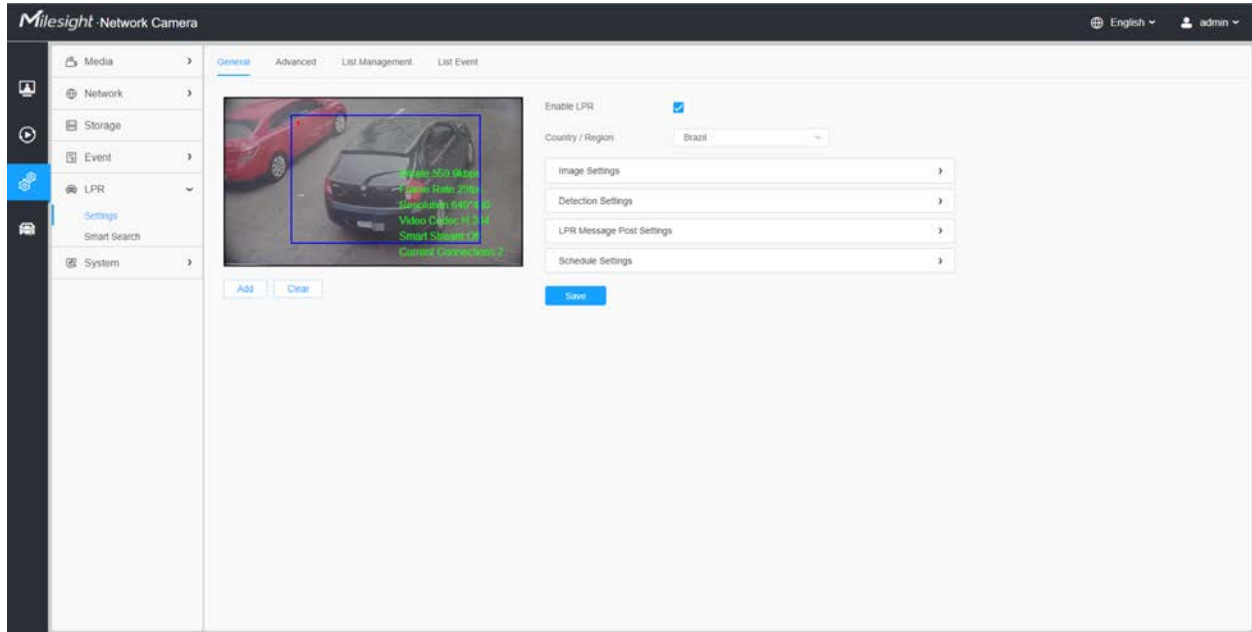 Milesight-Network Camera
English
admin
Media
Network
Storage
Event
LPR
Settings
Smart Search
System
General
Advanced
List Management
List Event
559.9kbps
Frame Rate 25fp
Resolution 640*480
Video Codec H.264
Smart Stream Off
Current Connections 2
Add
Clear
Enable LPR
Country / Region
Brazil
Image Settings
Detection Settings
LPR Message Post Settings
Schedule Settings
Save